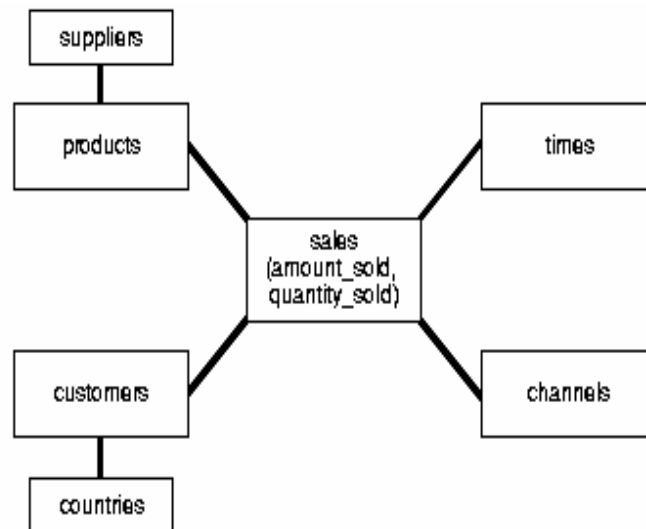 suppliers
products
times
sales
(amount_sold,
quantity_sold)
customers
channels
countries